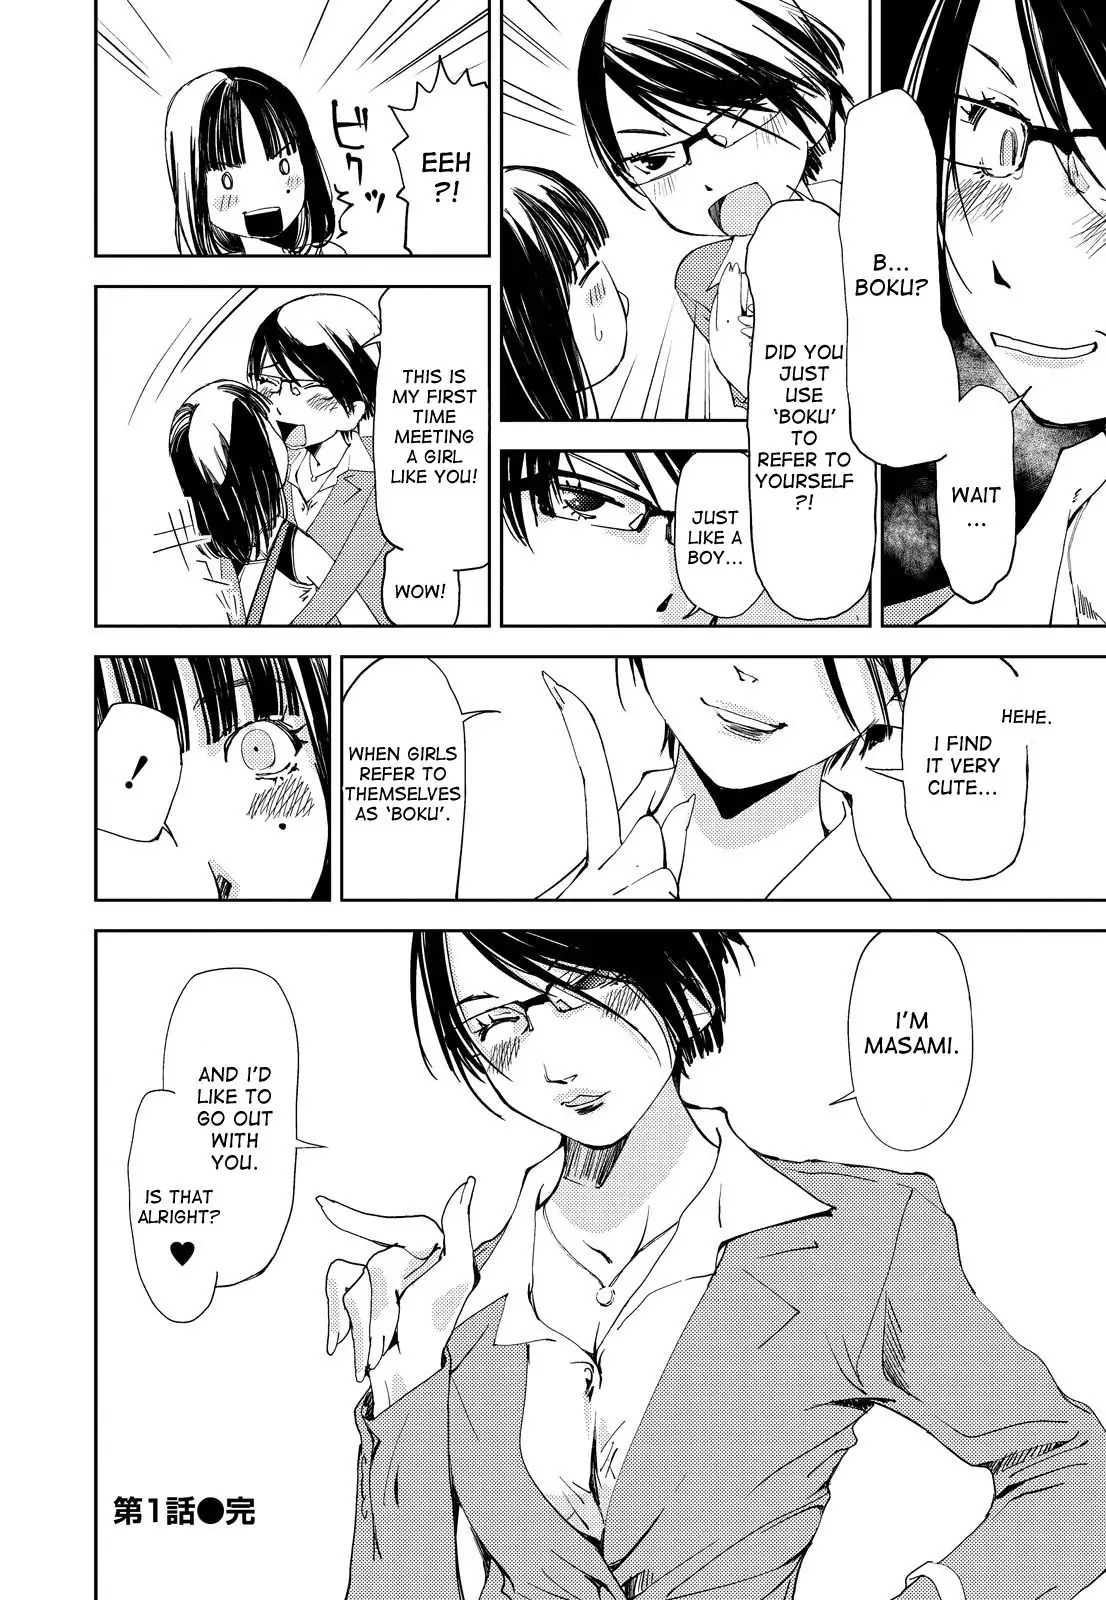 WAIT
...
B...
BOKU?
DID YOU
JUST
USE
‘BOKU’
TO
REFER TO
YOURSELF
?!
JUST
LIKE A
BOY...
EEH
?!
ビクッ
THIS IS
MY FIRST
TIME
MEETING
A GIRL
LIKE YOU!
WOW!
HEHE.
I FIND
IT VERY
CUTE...
WHEN GIRLS
REFER TO
THEMSELVES
AS ‘BOKU’.
!
I'M
MASAMI.
AND I'D
LIKE TO
GO OUT
WITH
YOU.
IS THAT
ALRIGHT?
♥
第1話●完